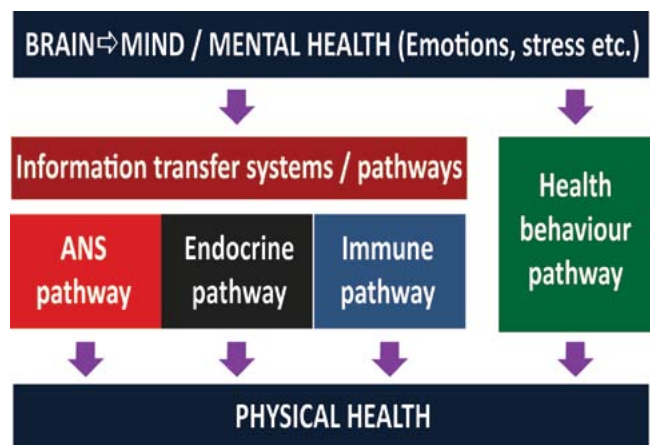 BRAIN⇨MIND / MENTAL HEALTH (Emotions, stress etc.)
Information transfer systems / pathways
ANS
pathway
Endocrine
pathway
Immune
pathway
Health
behaviour
pathway
PHYSICAL HEALTH